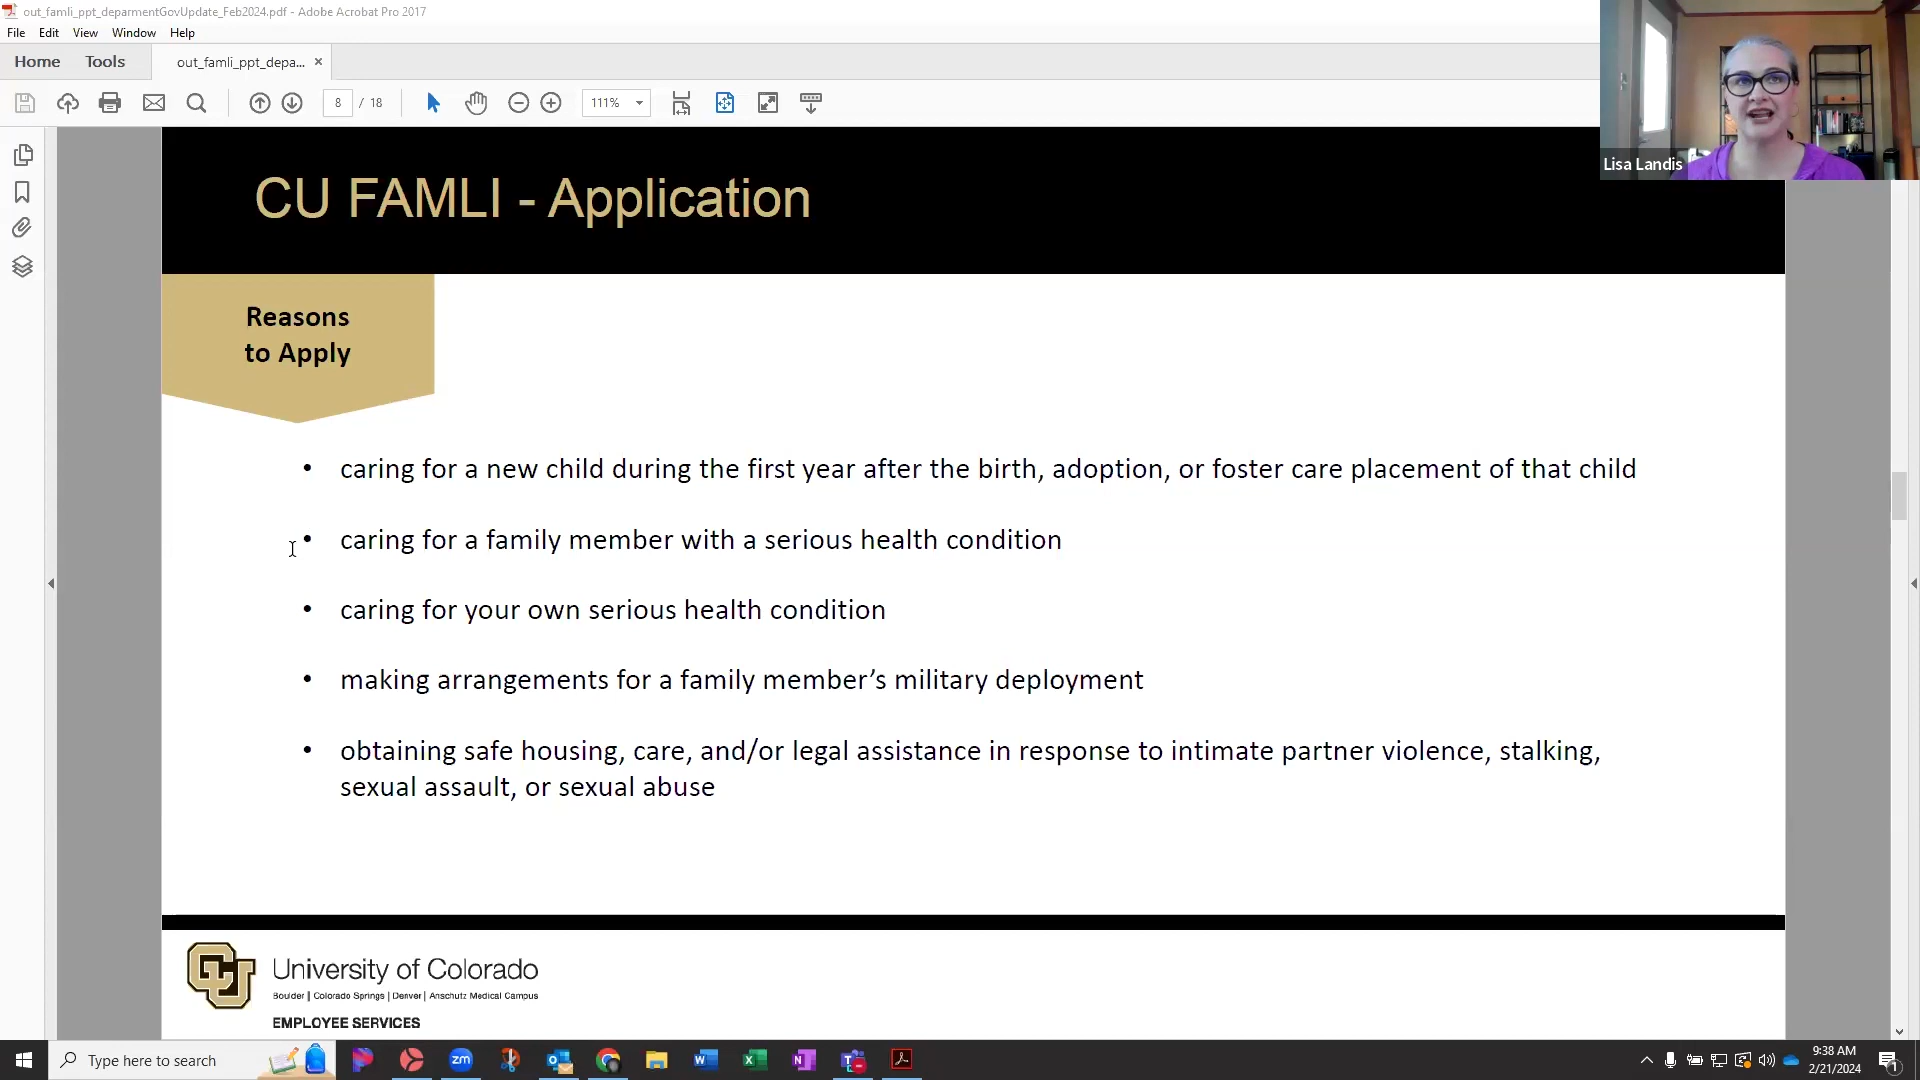 out_famli_ppt_deparmentGovUpdate_Feb2024.pdf - Adobe Acrobat Pro 2017
File Edit View Window Help
Home Tools out_famli_ppt_depa... ×
8 / 18 111%
Lisa Landis
CU FAMLI - Application
Reasons
to Apply
• caring for a new child during the first year after the birth, adoption, or foster care placement of that child
• caring for a family member with a serious health condition
• caring for your own serious health condition
• making arrangements for a family member’s military deployment
• obtaining safe housing, care, and/or legal assistance in response to intimate partner violence, stalking,
sexual assault, or sexual abuse
CU
University of Colorado
Boulder | Colorado Springs | Denver | Anschutz Medical Campus
EMPLOYEE SERVICES
Type here to search
zm
9:38 AM
2/21/2024
1